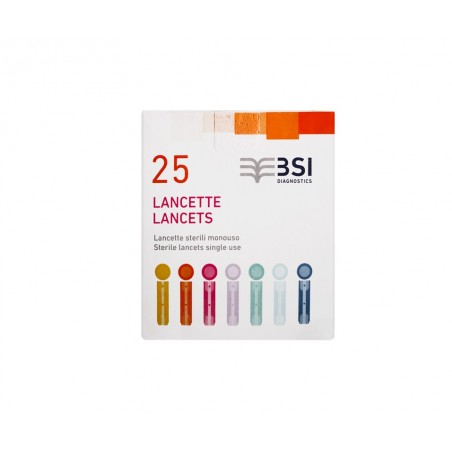 25
BSI
DIAGNOSTICS
LANCETTE
LANCETS
Lancette sterili monouso
Sterile lancets single use